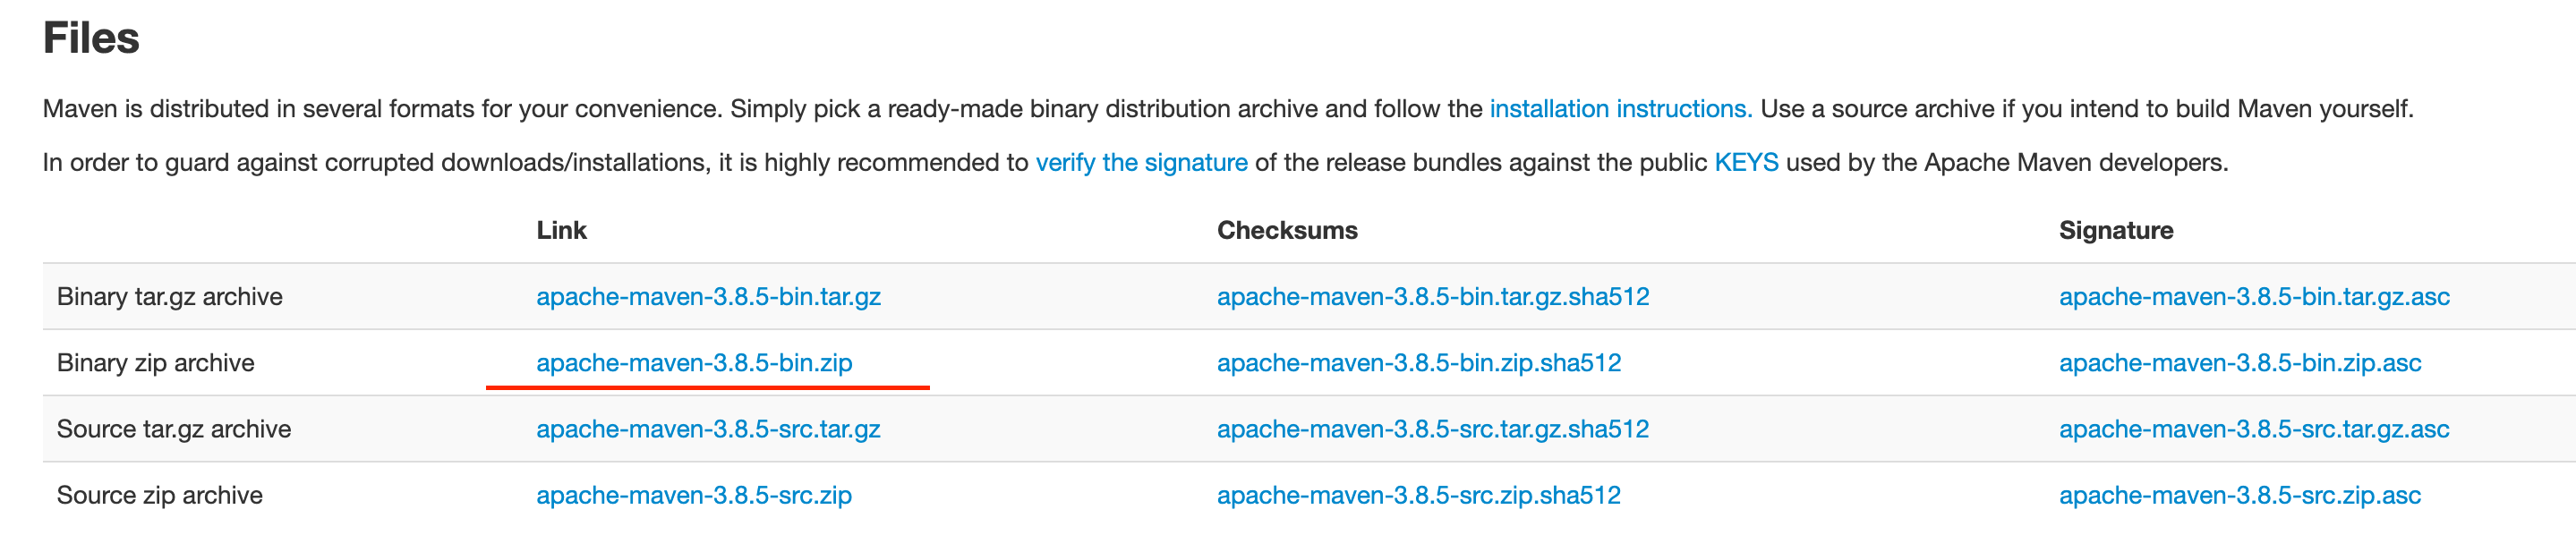 Files
Maven is distributed in several formats for your convenience. Simply pick a ready-made binary distribution archive and follow the installation instructions. Use a source archive if you intend to build Maven yourself.
In order to guard against corrupted downloads/installations, it is highly recommended to verify the signature of the release bundles against the public KEYS used by the Apache Maven developers.
Link Checksums Signature
Binary tar.gz archive apache-maven-3.8.5-bin.tar.gz apache-maven-3.8.5-bin.tar.gz.sha512 apache-maven-3.8.5-bin.tar.gz.asc
Binary zip archive apache-maven-3.8.5-bin.zip apache-maven-3.8.5-bin.zip.sha512 apache-maven-3.8.5-bin.zip.asc
Source tar.gz archive apache-maven-3.8.5-src.tar.gz apache-maven-3.8.5-src.tar.gz.sha512 apache-maven-3.8.5-src.tar.gz.asc
Source zip archive apache-maven-3.8.5-src.zip apache-maven-3.8.5-src.zip.sha512 apache-maven-3.8.5-src.zip.asc